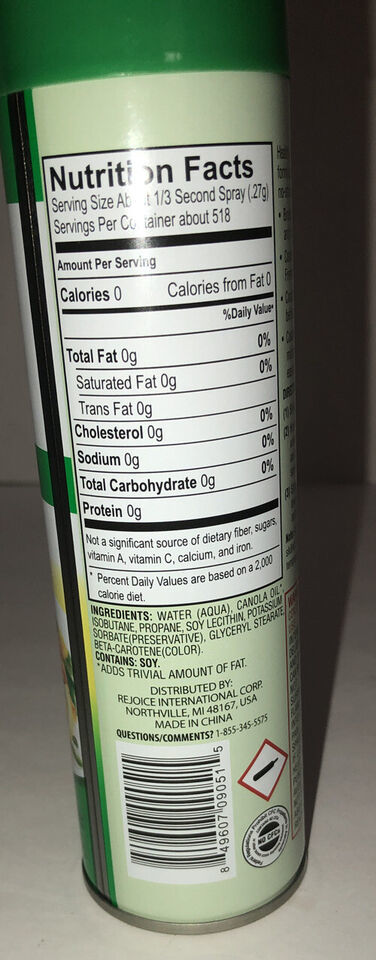 Nutrition Facts
Serving Size About 1/3 Second Spray (.27g)
Servings Per Container about 518
Amount Per Serving
Calories 0 Calories from Fat 0
%Daily Value*
Total Fat 0g 0%
Saturated Fat 0g 0%
Trans Fat 0g
Cholesterol 0g 0%
Sodium 0g 0%
Total Carbohydrate 0g 0%
Protein 0g
Not a significant source of dietary fiber, sugars,
vitamin A, vitamin C, calcium, and iron.
* Percent Daily Values are based on a 2,000
calorie diet.
INGREDIENTS: WATER (AQUA), CANOLA OIL*
ISOBUTANE, PROPANE, SOY LECITHIN, POTASSIUM
SORBATE(PRESERVATIVE), GLYCERYL STEARATE,
BETA-CAROTENE(COLOR).
CONTAINS: SOY.
*ADDS TRIVIAL AMOUNT OF FAT.
DISTRIBUTED BY:
REJOICE INTERNATIONAL CORP.
NORTHVILLE, MI 48167, USA
MADE IN CHINA
QUESTIONS/COMMENTS? 1-855-345-5575
8 49607 09051 5
NO CFCs